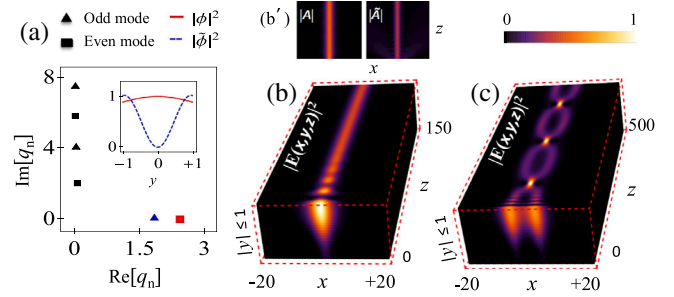 (a)
▲ Odd mode — |ϕ|²
■ Even mode --- |ϕ̃|²
8
4
0
Im[qₙ]
0 1.5 3
Re[qₙ]
1
0
−1 0 +1
y
(b′)
|A| |Ã|
z
x
0 1
(b)
|E(x,y,z)|²
150
z
0
|y| ≤ 1
-20 x +20
(c)
|E(x,y,z)|²
500
z
0
|y| ≤ 1
-20 x +20